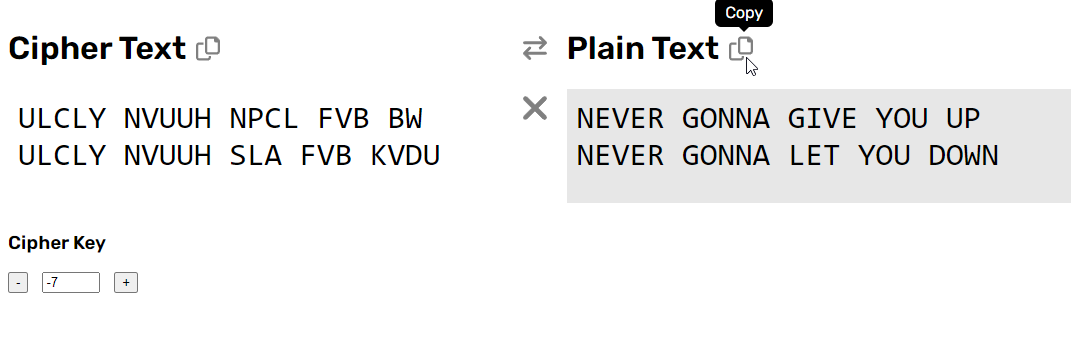 Copy
Cipher Text
Plain Text
ULCLY NVUUH NPCL FVB BW
ULCLY NVUUH SLA FVB KVDU
NEVER GONNA GIVE YOU UP
NEVER GONNA LET YOU DOWN
Cipher Key
- -7 +